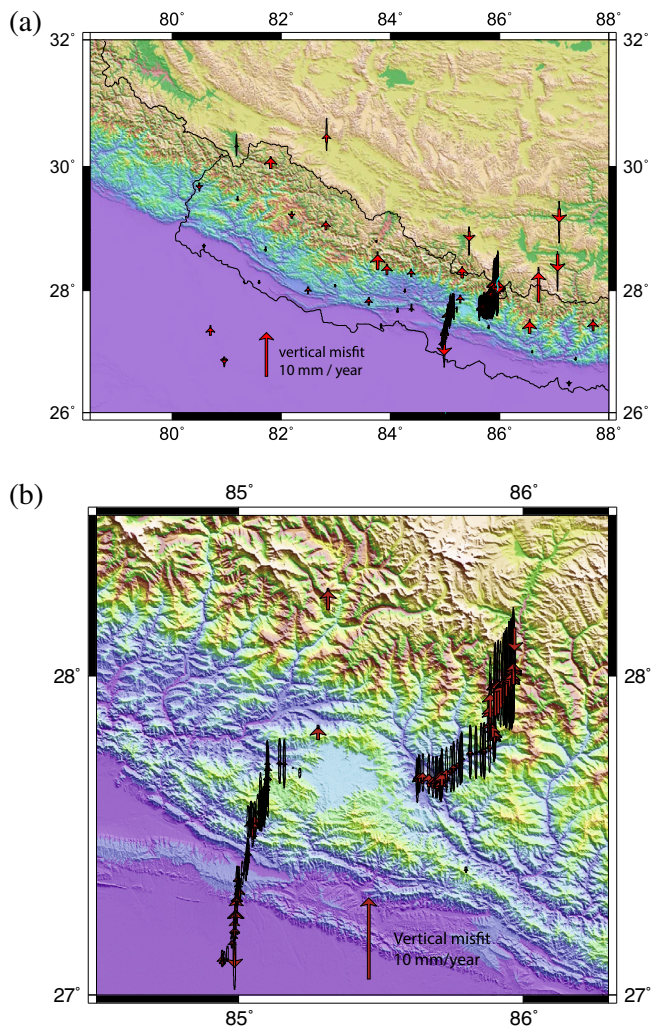 (a)
80˚ 82˚ 84˚ 86˚ 88˚
32˚ 32˚
30˚ 30˚
28˚ 28˚
vertical misfit
10 mm / year
26˚ 26˚
80˚ 82˚ 84˚ 86˚ 88˚
(b)
85˚ 86˚
28˚ 28˚
Vertical misfit
10 mm/year
27˚ 27˚
85˚ 86˚